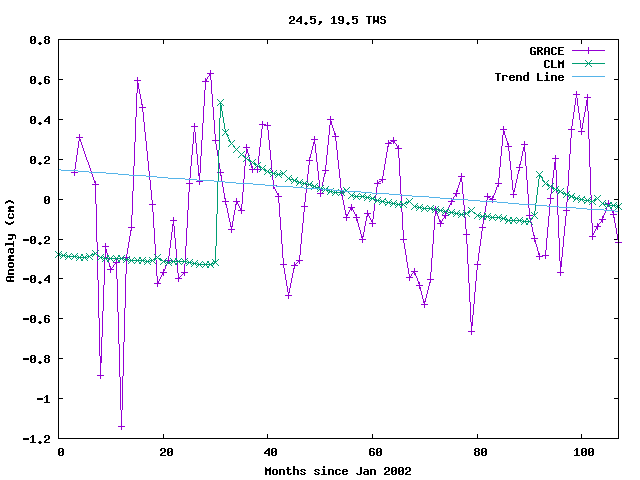 24.5, 19.5 TWS
GRACE
CLM
Trend Line
0.8
0.6
0.4
0.2
0
-0.2
-0.4
-0.6
-0.8
-1
-1.2
Anomaly (cm)
0 20 40 60 80 100
Months since Jan 2002